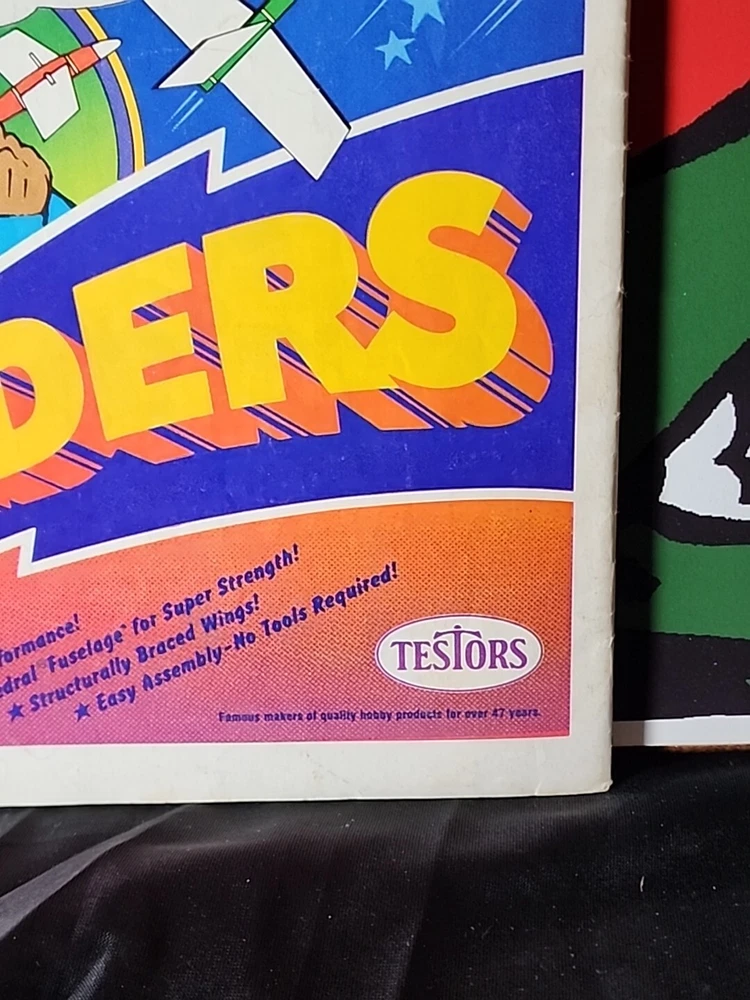 DERS
formance!
edral Fuselage™ for Super Strength!
★ Structurally Braced Wings!
★ Easy Assembly–No Tools Required!
TESTORS
Famous makers of quality hobby products for over 47 years.